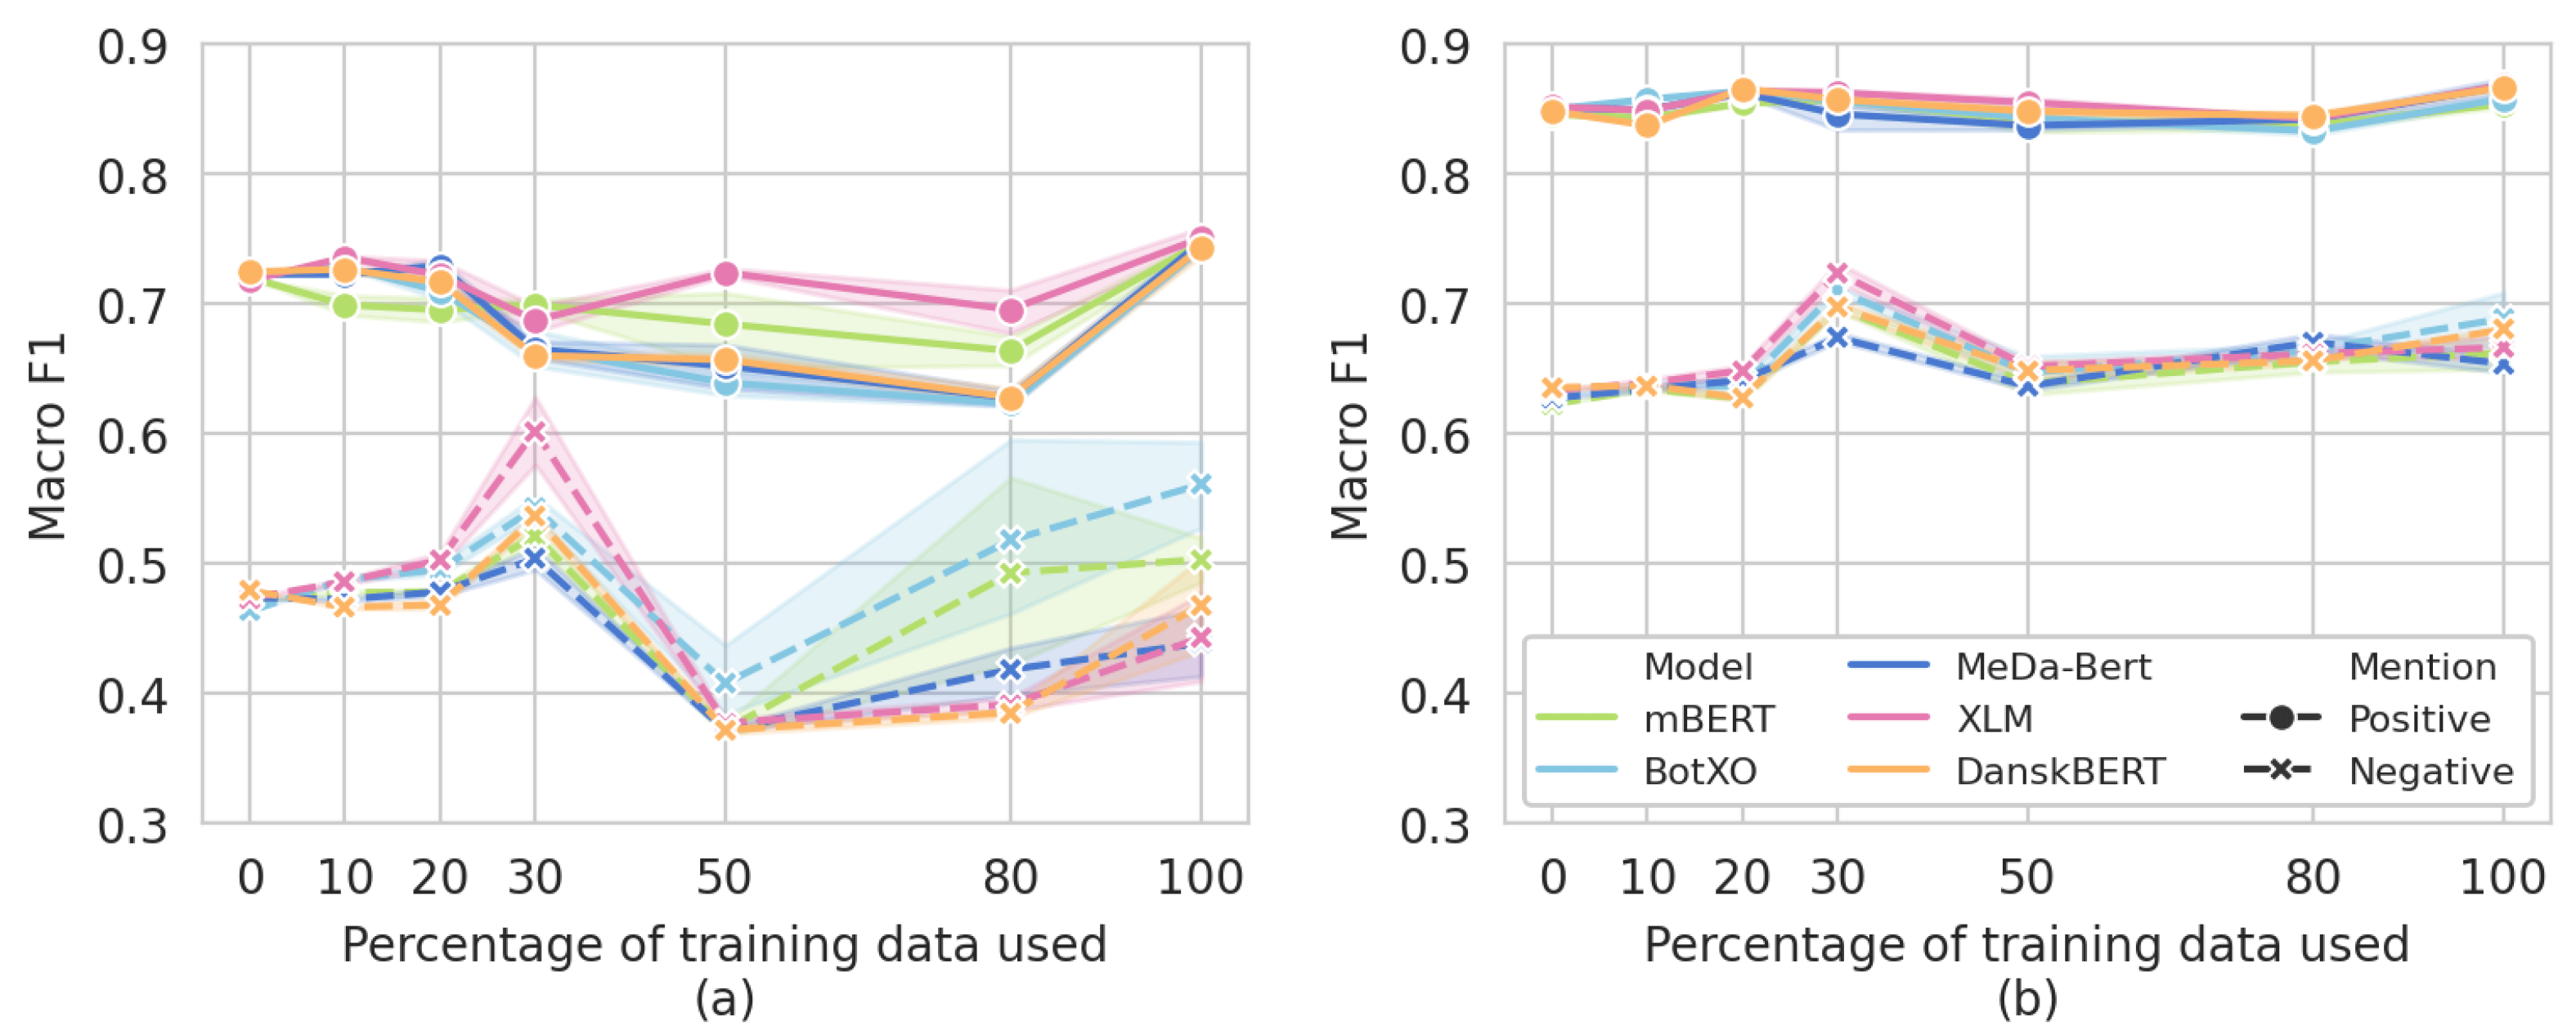 Macro F1
0.9
0.8
0.7
0.6
0.5
0.4
0.3
0 10 20 30 50 80 100
Percentage of training data used
(a)
Macro F1
0.9
0.8
0.7
0.6
0.5
0.4
0.3
Model
mBERT
BotXO
MeDa-Bert
XLM
DanskBERT
Mention
Positive
Negative
0 10 20 30 50 80 100
Percentage of training data used
(b)